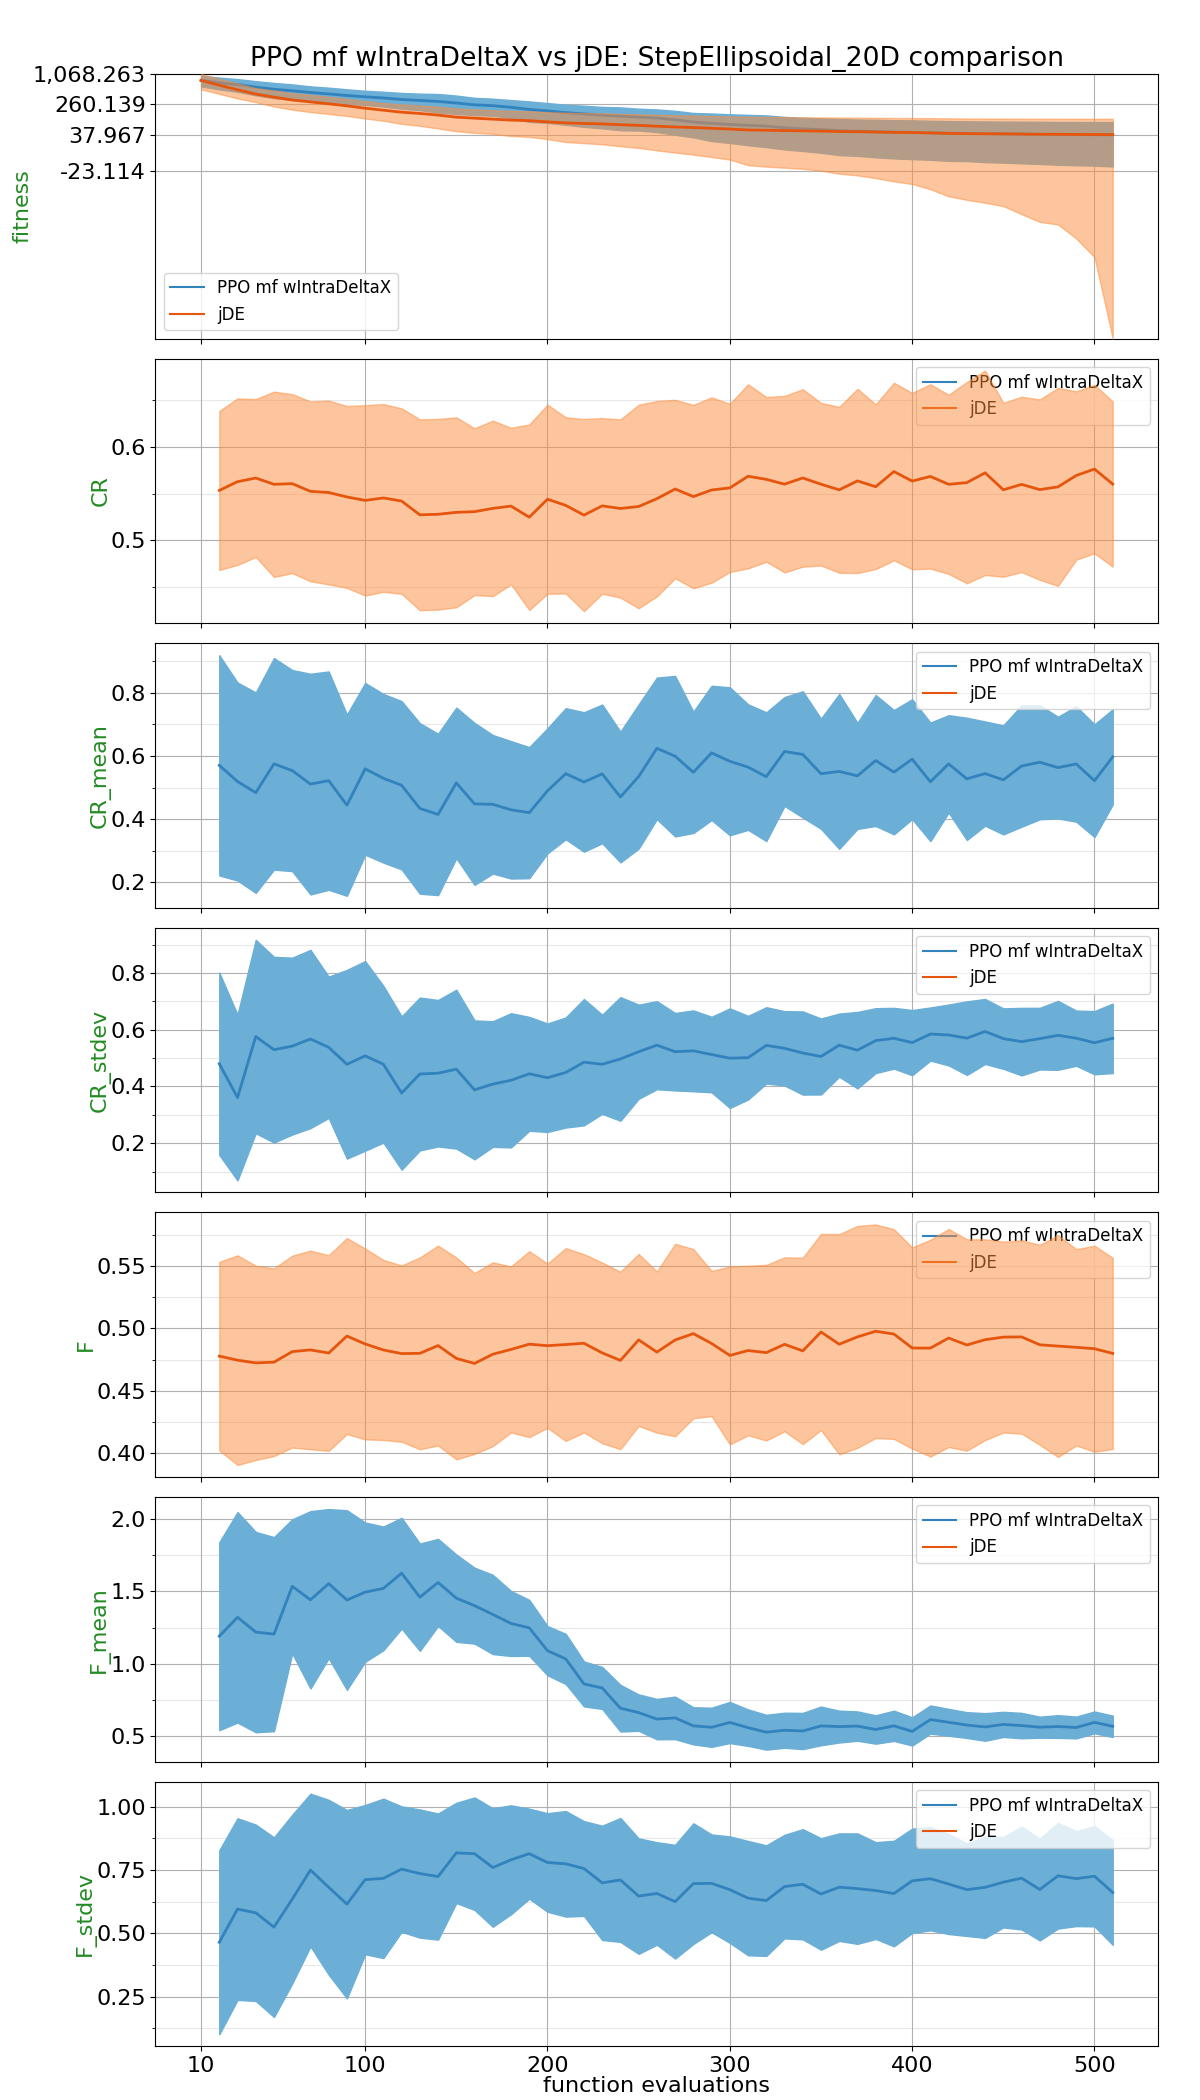 PPO mf wIntraDeltaX vs jDE: StepEllipsoidal_20D comparison
1,068.263
260.139
37.967
-23.114
fitness
PPO mf wIntraDeltaX
jDE
PPO mf wIntraDeltaX
jDE
0.6
0.5
CR
PPO mf wIntraDeltaX
jDE
0.8
0.6
0.4
0.2
CR_mean
PPO mf wIntraDeltaX
jDE
0.8
0.6
0.4
0.2
CR_stdev
PPO mf wIntraDeltaX
jDE
0.55
0.50
0.45
0.40
F
PPO mf wIntraDeltaX
jDE
2.0
1.5
1.0
0.5
F_mean
PPO mf wIntraDeltaX
jDE
1.00
0.75
0.50
0.25
F_stdev
10 100 200 300 400 500
function evaluations